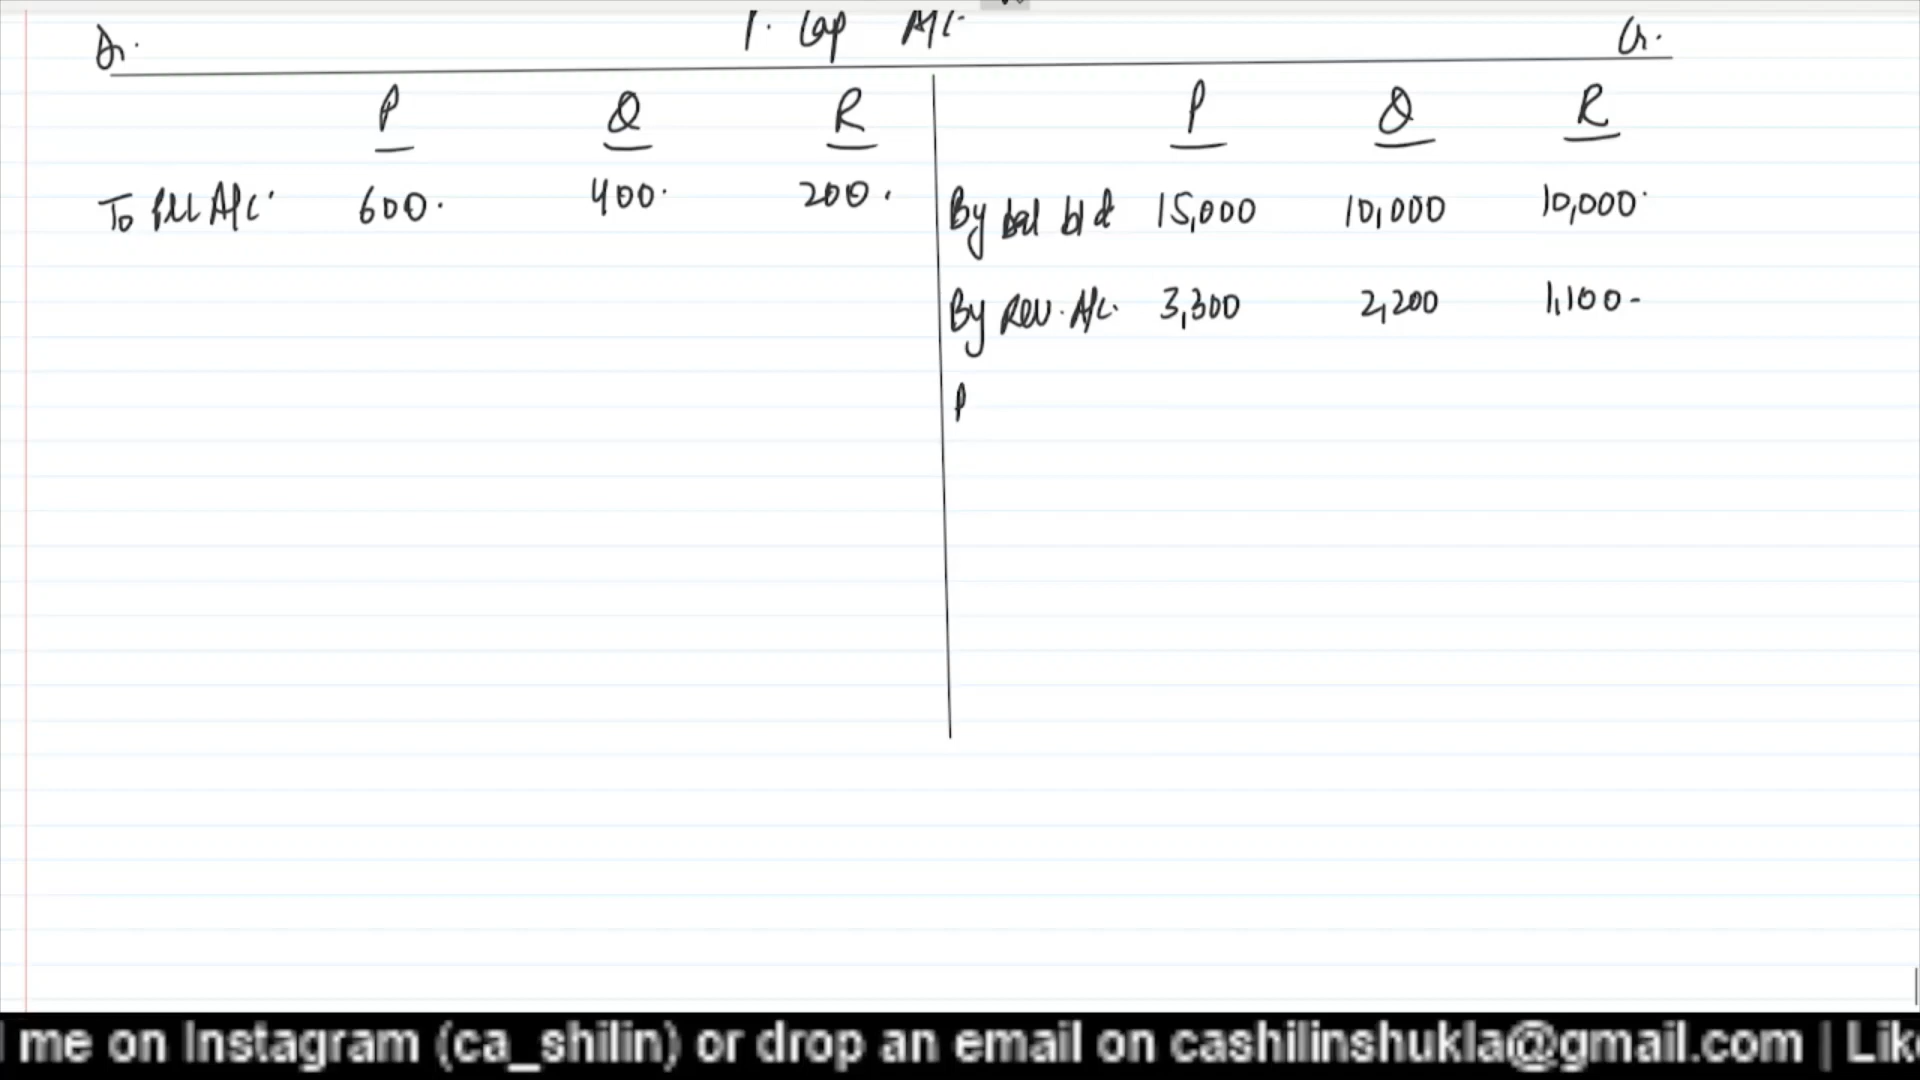 Dr. P. Cap A/c Cr.
P Q R P Q R
To P&L A/c 600. 400. 200. By bal b/d 15,000 10,000 10,000
By Rev. A/c. 3,300 2,200 1,100-
P
me on Instagram (ca_shilin) or drop an email on cashilinshukla@gmail.com | Lik